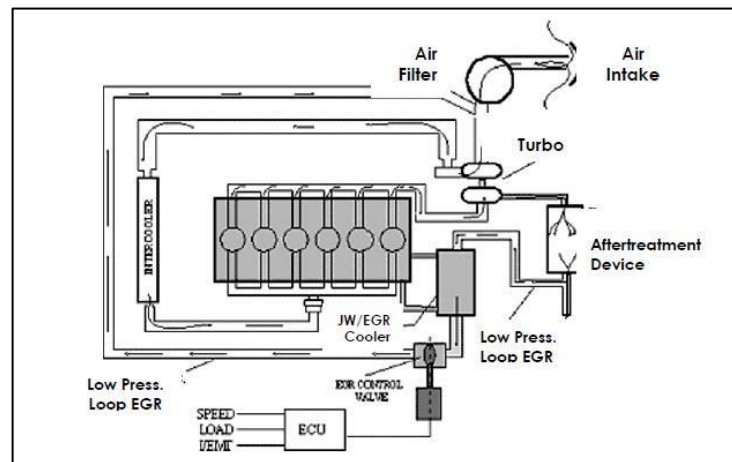 Air
Filter
Air
Intake
Turbo
INTERCOOLER
Aftertreatment
Device
JW/EGR
Cooler
Low Press.
Loop EGR
Low Press.
Loop EGR
EGR CONTROL
VALVE
SPEED
LOAD
ECU